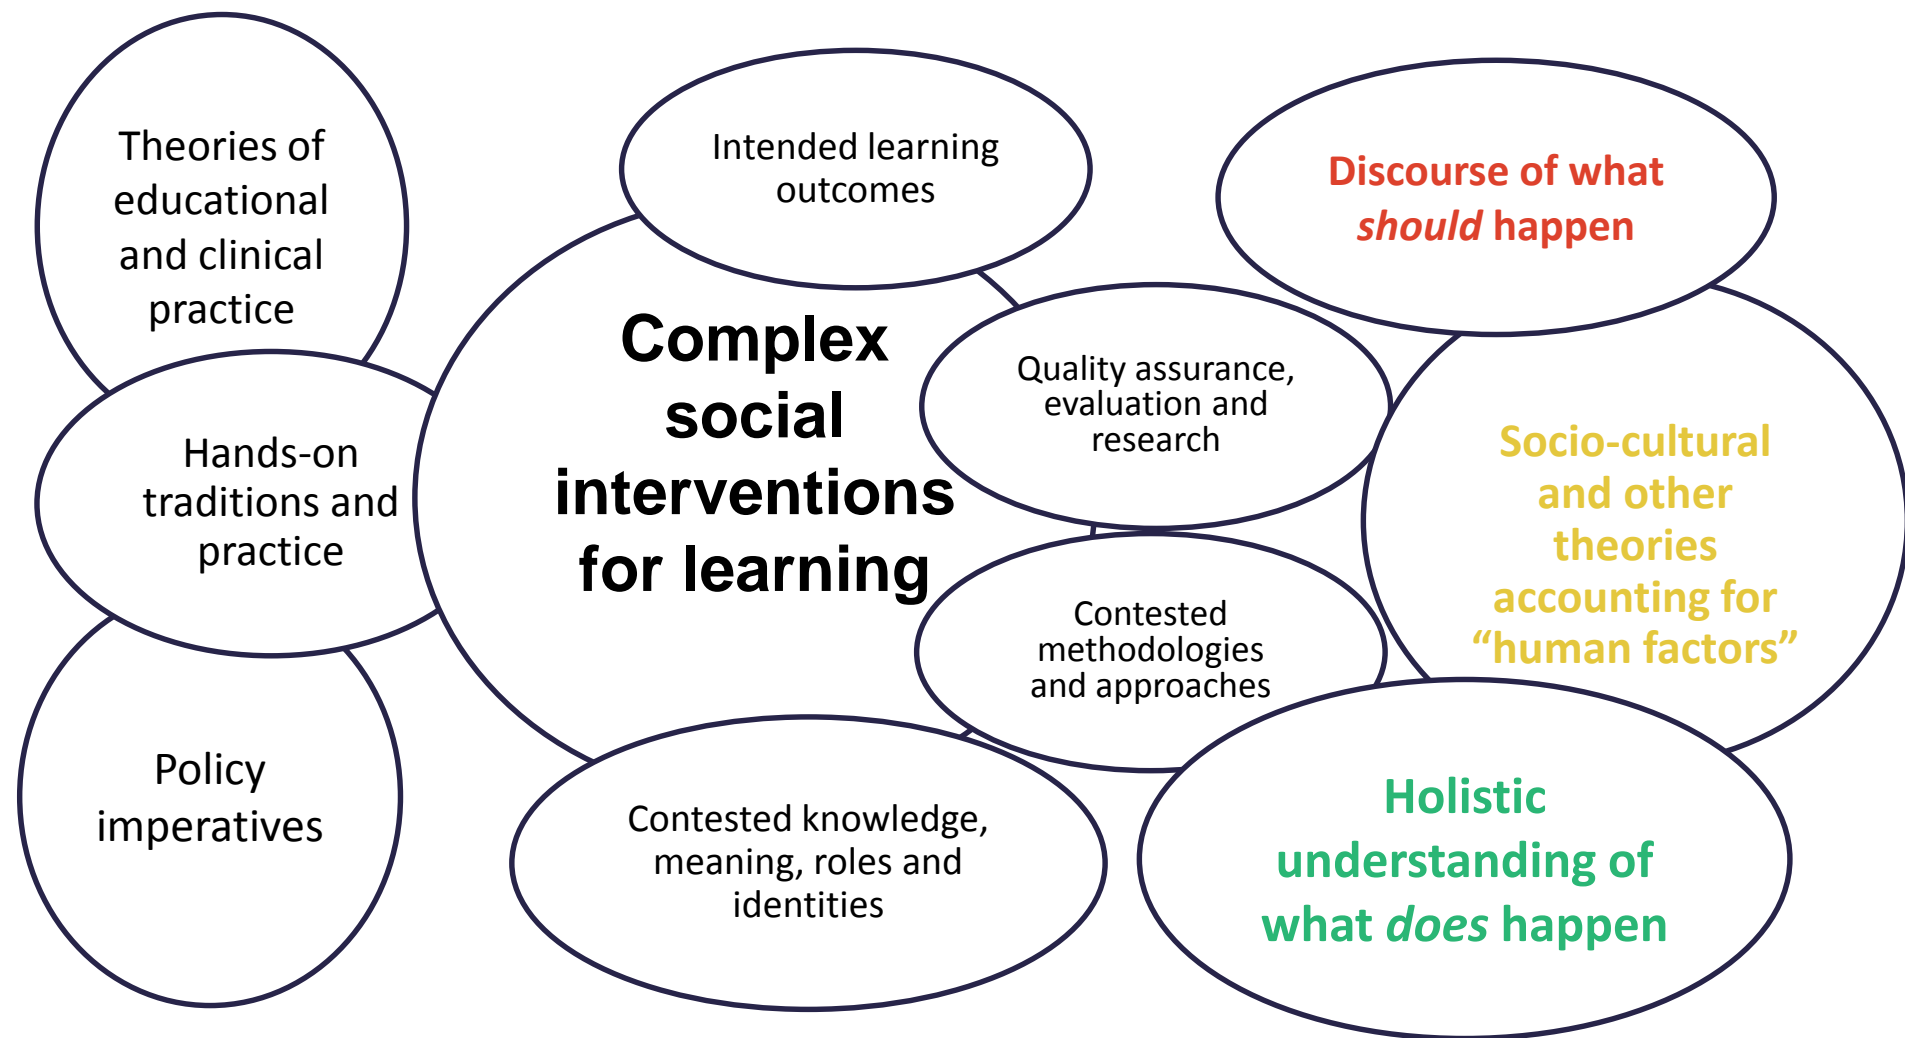 Theories of
educational
and clinical
practice
Hands-on
traditions and
practice
Policy
imperatives
Intended learning
outcomes
Complex
social
interventions
for learning
Quality assurance,
evaluation and
research
Contested
methodologies
and approaches
Contested knowledge,
meaning, roles and
identities
Discourse of what
should happen
Socio-cultural
and other
theories
accounting for
“human factors”
Holistic
understanding of
what does happen